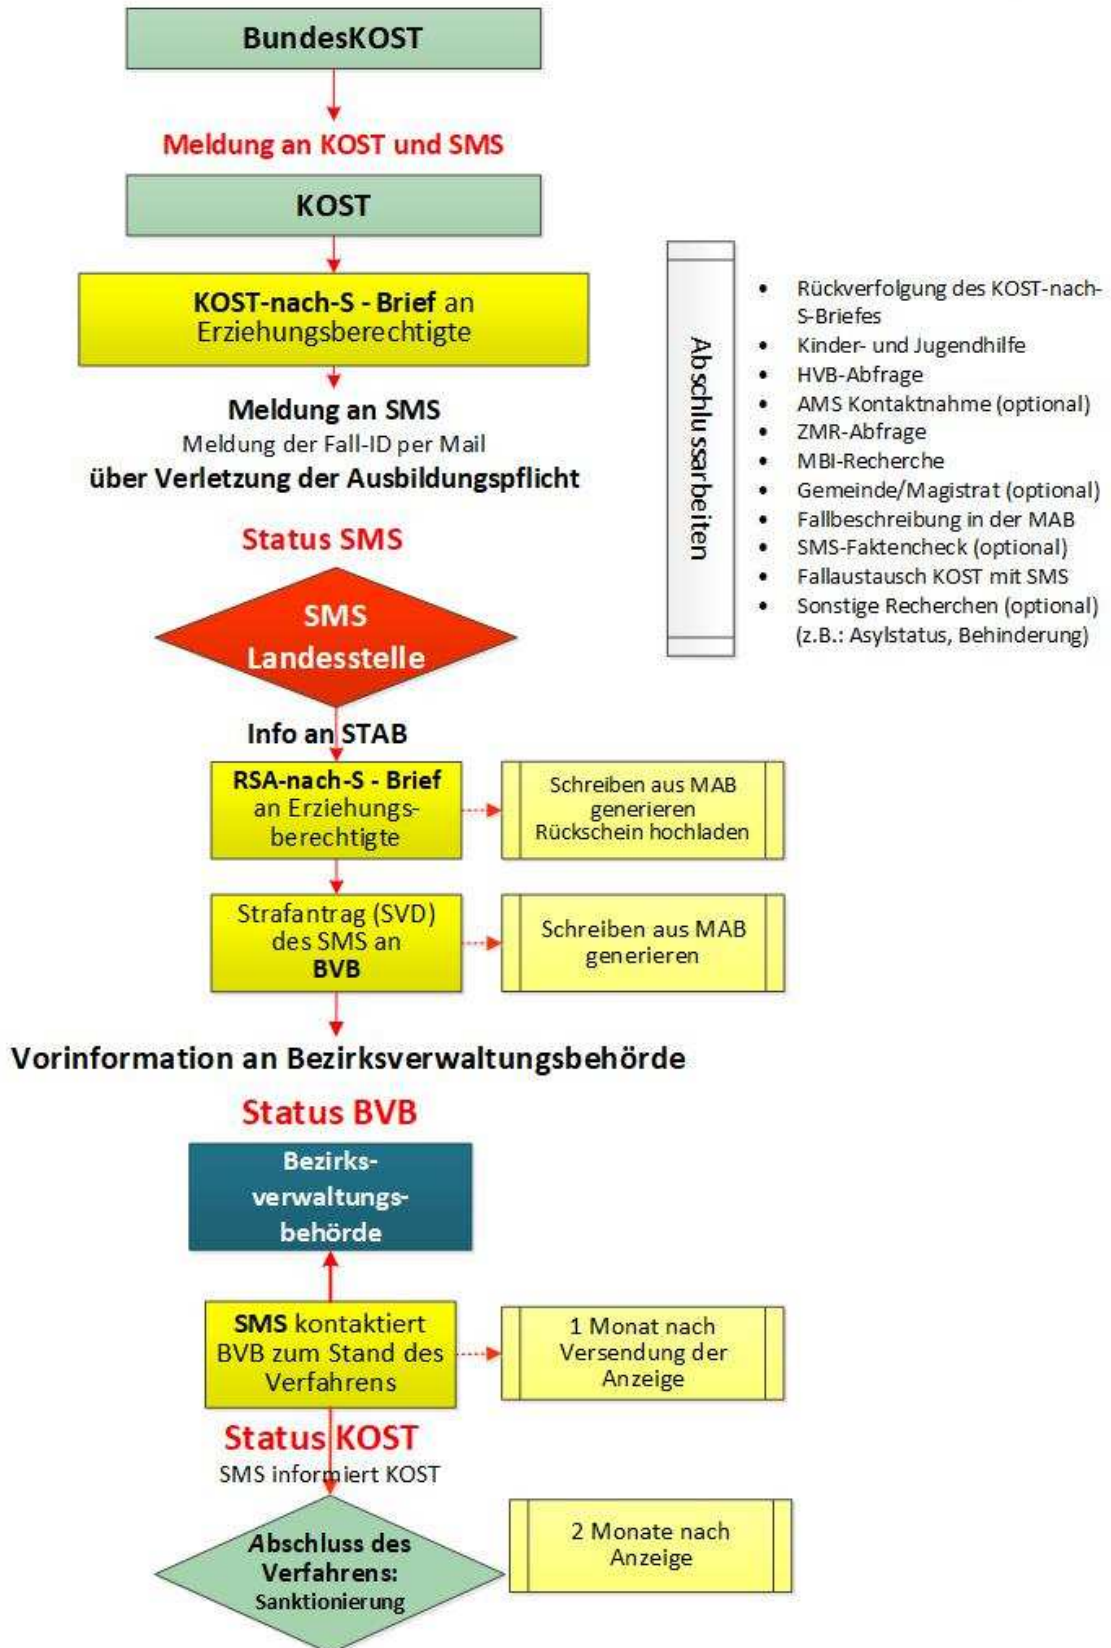 BundesKOST
Meldung an KOST und SMS
KOST
KOST-nach-S - Brief an
Erziehungsberechtigte
Meldung an SMS
Meldung der Fall-ID per Mail
über Verletzung der Ausbildungspflicht
Abschlussarbeiten
• Rückverfolgung des KOST-nach-
S-Briefes
• Kinder- und Jugendhilfe
• HVB-Abfrage
• AMS Kontaktnahme (optional)
• ZMR-Abfrage
• MBI-Recherche
• Gemeinde/Magistrat (optional)
• Fallbeschreibung in der MAB
• SMS-Faktencheck (optional)
• Fallaustausch KOST mit SMS
• Sonstige Recherchen (optional)
(z.B.: Asylstatus, Behinderung)
Status SMS
SMS
Landesstelle
Info an STAB
RSA-nach-S - Brief
an Erziehungs-
berechtigte
Schreiben aus MAB
generieren
Rückschein hochladen
Strafantrag (SVD)
des SMS an
BVB
Schreiben aus MAB
generieren
Vorinformation an Bezirksverwaltungsbehörde
Status BVB
Bezirks-
verwaltungs-
behörde
SMS kontaktiert
BVB zum Stand des
Verfahrens
1 Monat nach
Versendung der
Anzeige
Status KOST
SMS informiert KOST
Abschluss des
Verfahrens:
Sanktionierung
2 Monate nach
Anzeige